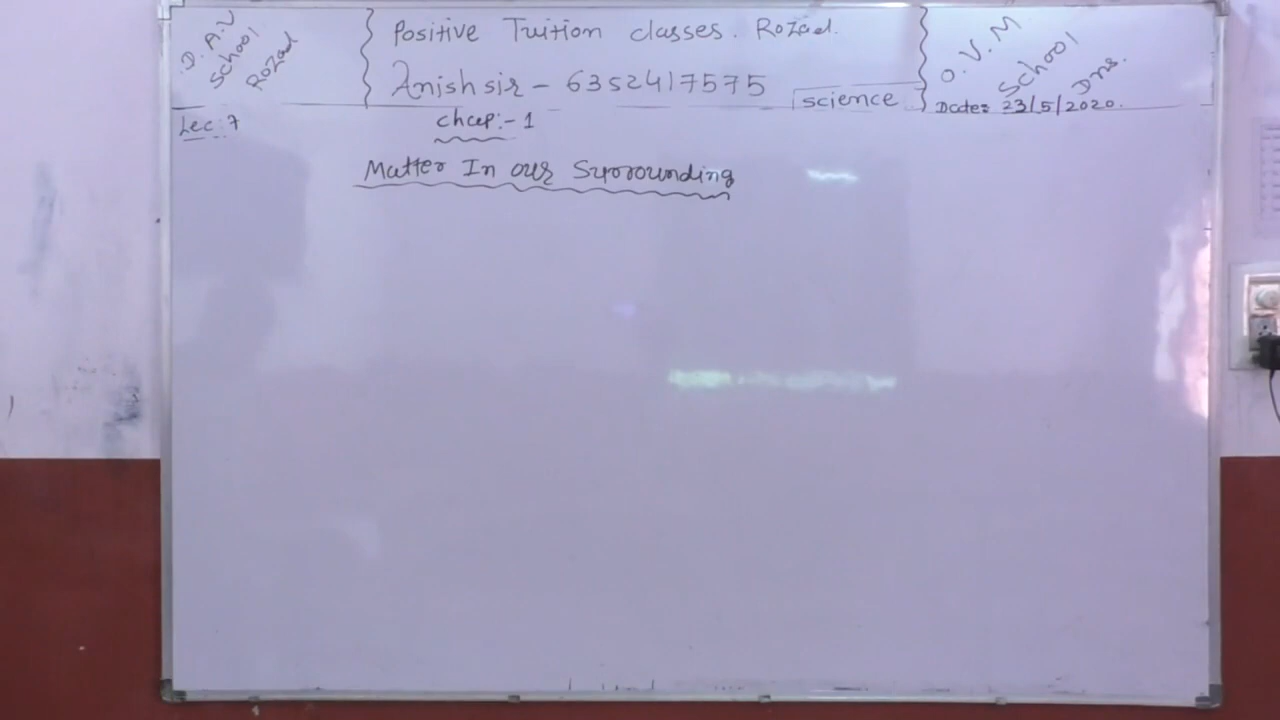 D. A. V
School
Rozad
Positive Tuition classes. Rozad.
Anish sir - 6352417575
science
O. V. M
School
Dns.
Date: 23/5/2020.
Lec: 7
chap:- 1
Matter In our Surrounding